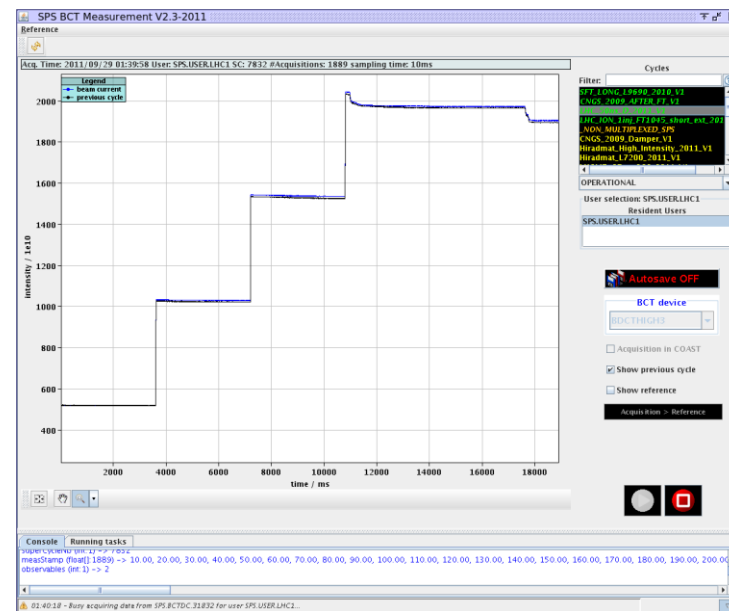 SPS BCT Measurement V2.3-2011
Reference
Acq. Time: 2011/09/29 01:39:58 User: SPS.USER.LHC1 SC: 7832 #Acquisitions: 1889 sampling time: 10ms
Legend
beam current
previous cycle
intensity / 1e10
2000
1800
1600
1400
1200
1000
800
600
400
2000 4000 6000 8000 10000 12000 14000 16000 18000
time / ms
Cycles
Filter:
SFT_LONG_L9690_2010_V1
CNGS_2009_AFTER_FT_V1
LHC_ION_1inj_FT1045_short_ext_201
_NON_MULTIPLEXED_SPS
CNGS_2009_Damper_V1
Hiradmat_High_Intensity_2011_V1
Hiradmat_L7200_2011_V1
OPERATIONAL
User selection: SPS.USER.LHC1
Resident Users
SPS.USER.LHC1
Autosave OFF
BCT device
BDCTHIGH3
Acquisition in COAST
Show previous cycle
Show reference
Acquisition > Reference
Console Running tasks
superCycleNb (int:1) -> 7832
measStamp (float[]:1889) -> 10.00, 20.00, 30.00, 40.00, 50.00, 60.00, 70.00, 80.00, 90.00, 100.00, 110.00, 120.00, 130.00, 140.00, 150.00, 160.00, 170.00, 180.00, 190.00, 200.00
observables (int:1) -> 2
01:40:18 - Busy acquiring data from SPS.BCTDC.31832 for user SPS.USER.LHC1...